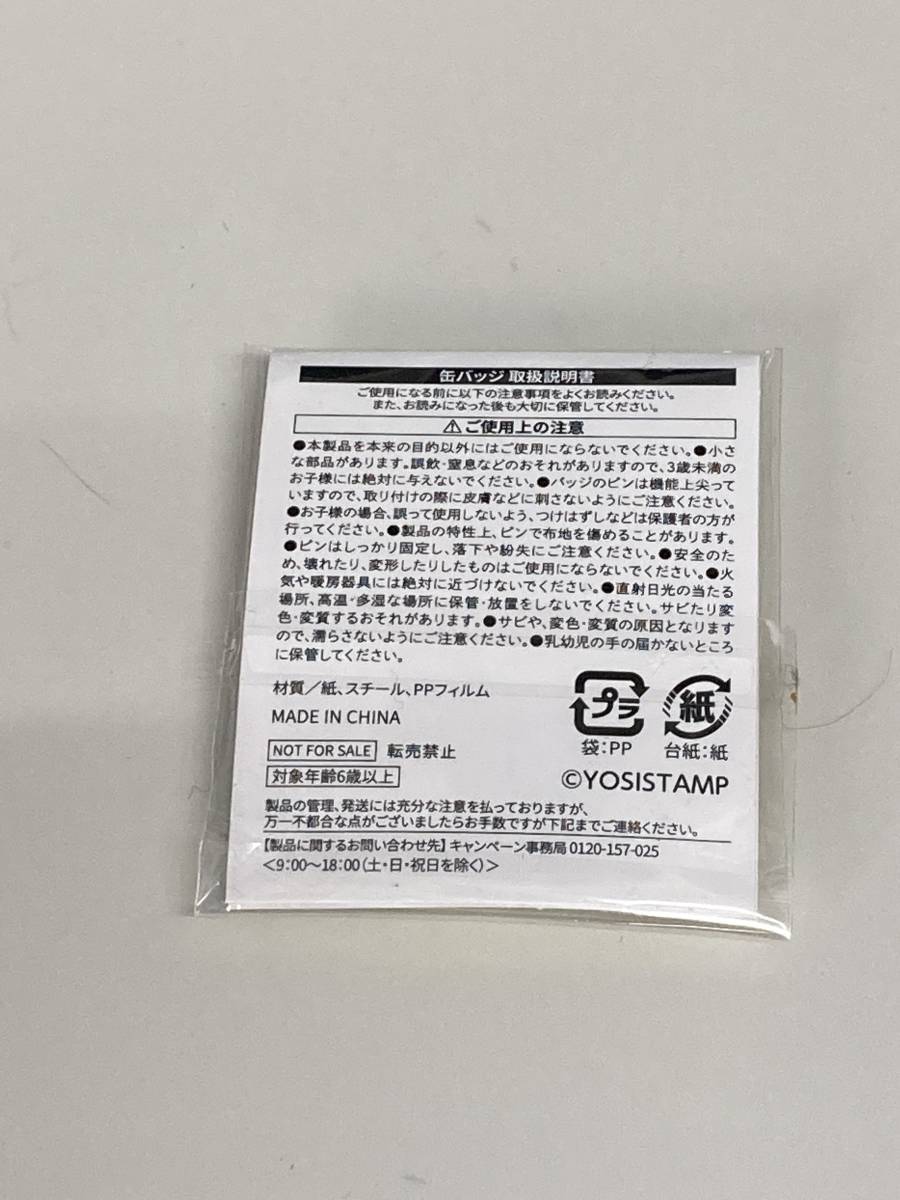 缶バッジ 取扱説明書
ご使用になる前に以下の注意事項をよくお読みください。
また、お読みになった後も大切に保管してください。
⚠ご使用上の注意
●本製品を本来の目的以外にはご使用にならないでください。●小さ
な部品があります。誤飲・窒息などのおそれがありますので、3歳未満の
お子様には絶対に与えないでください。●バッジのピンは機能上尖って
いますので、取り付けの際に皮膚などに刺さないようにご注意ください。
●お子様の場合、誤って使用しないよう、つけはずしなどは保護者の方が
行ってください。●製品の特性上、ピンで布地を傷めることがあります。
●ピンはしっかり固定し、落下や紛失にご注意ください。●安全のた
め、壊れたり、変形したりしたものはご使用にならないでください。●火
気や暖房器具には絶対に近づけないでください。●直射日光の当たる
場所、高温・多湿な場所に保管・放置をしないでください。サビたり変
色・変質するおそれがあります。●サビや、変色・変質の原因となります
ので、濡らさないようにご注意ください。●乳幼児の手の届かないところ
に保管してください。
材質／紙、スチール、PPフィルム
MADE IN CHINA
プラ
紙
袋:PP
台紙:紙
NOT FOR SALE 転売禁止
対象年齢6歳以上
©YOSISTAMP
製品の管理、発送には充分な注意を払っておりますが、
万一不都合な点がございましたらお手数ですが下記までご連絡ください。
【製品に関するお問い合わせ先】キャンペーン事務局 0120-157-025
＜9:00〜18:00（土・日・祝日を除く）＞